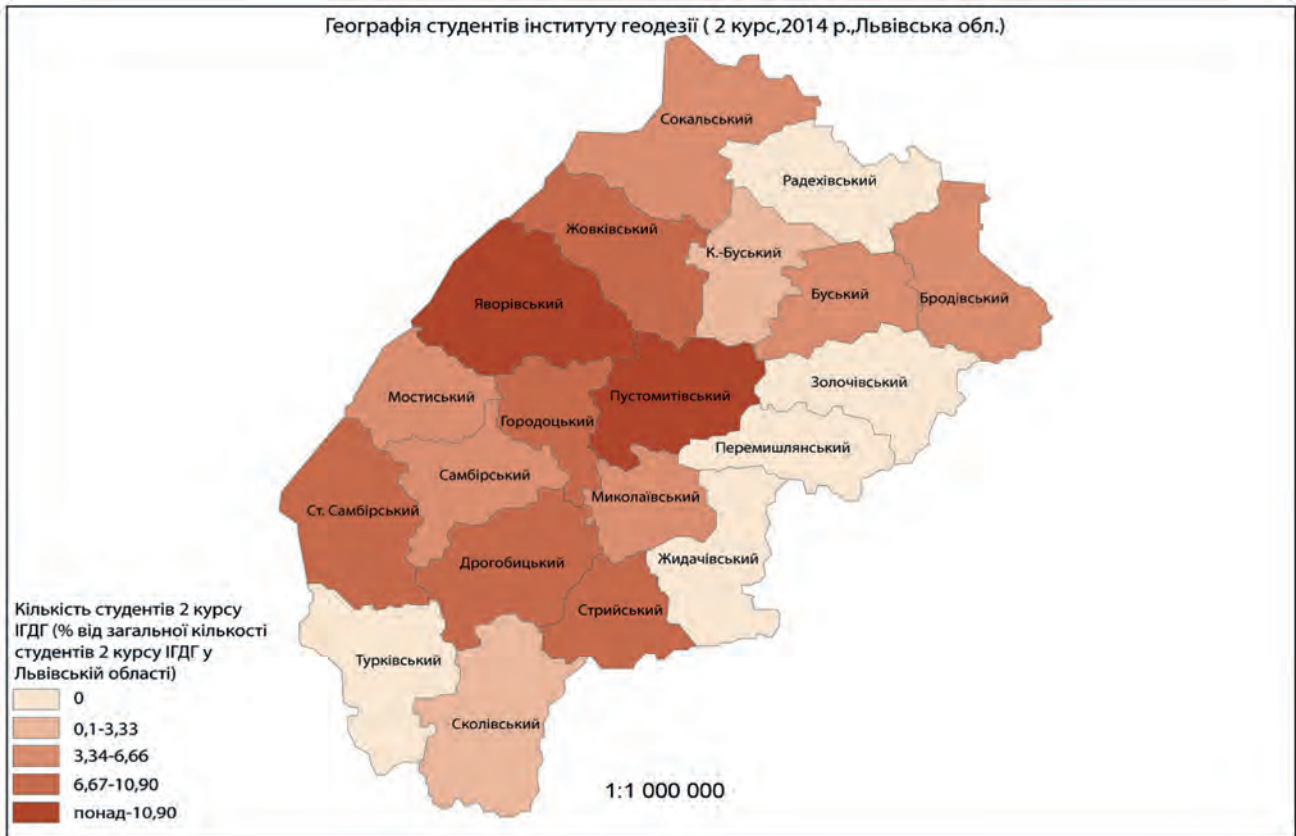 Географія студентів інституту геодезії ( 2 курс,2014 р.,Львівська обл.)
Сокальський
Радехівський
Жовківський
К.-Буський
Буський
Бродівський
Яворівський
Золочівський
Мостиський
Городоцький
Пустомитівський
Перемишлянський
Самбірський
Миколаївський
Ст. Самбірський
Дрогобицький
Жидачівський
Стрийський
Турківський
Сколівський
Кількість студентів 2 курсу
ІГДГ (% від загальної кількості
студентів 2 курсу ІГДГ у
Львівській області)
0
0,1-3,33
3,34-6,66
6,67-10,90
понад-10,90
1:1 000 000